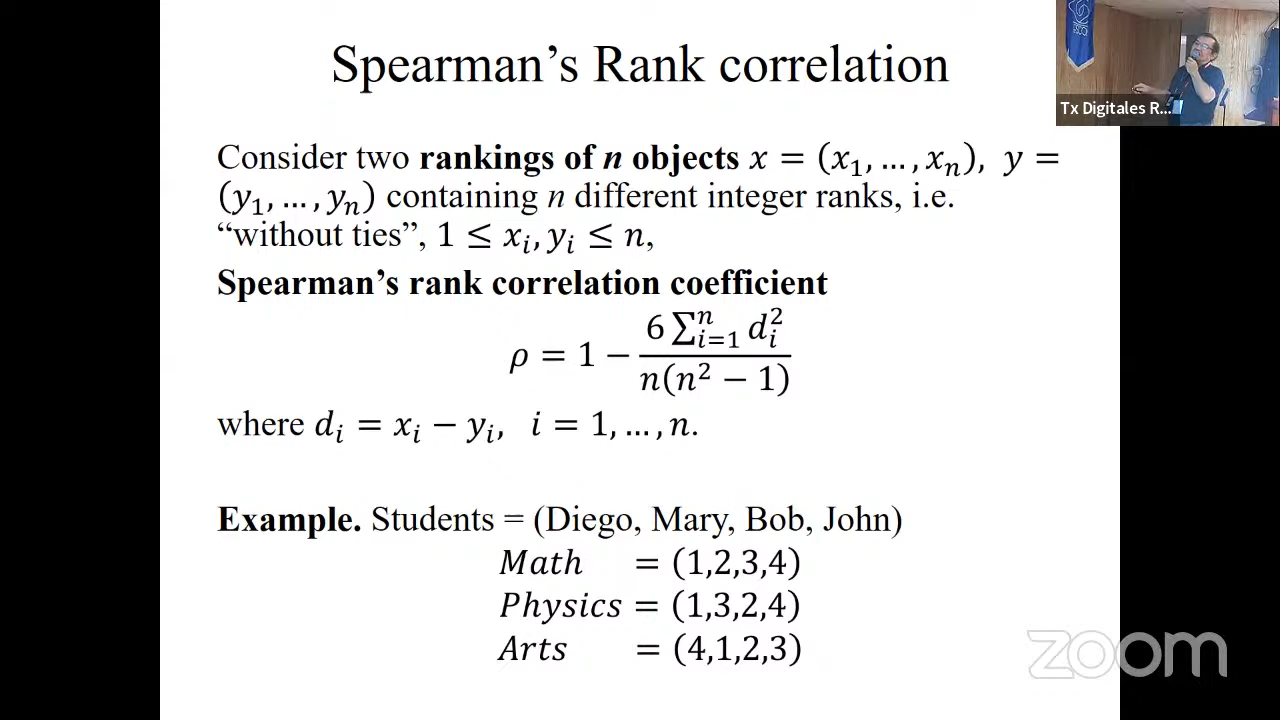 Spearman's Rank correlation
Tx Digitales R...
Consider two rankings of n objects x = (x₁, … , xₙ), y =
(y₁, … , yₙ) containing n different integer ranks, i.e.
“without ties”, 1 ≤ xᵢ, yᵢ ≤ n,
Spearman's rank correlation coefficient
ρ = 1 − 6 ∑ⁿᵢ₌₁ dᵢ² / n(n² − 1)
where dᵢ = xᵢ − yᵢ, i = 1, … , n.
Example. Students = (Diego, Mary, Bob, John)
Math = (1,2,3,4)
Physics = (1,3,2,4)
Arts = (4,1,2,3)
zoom